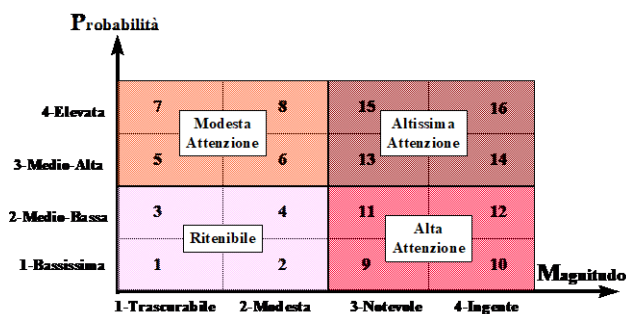 Probabilità
4-Elevata 7 8 15 16
Modesta Attenzione
Altissima Attenzione
3-Medio-Alta 5 6 13 14
2-Medio-Bassa 3 4 11 12
Ritenibile
Alta Attenzione
1-Bassissima 1 2 9 10
Magnitudo
1-Trascurabile 2-Modesta 3-Notevole 4-Ingente